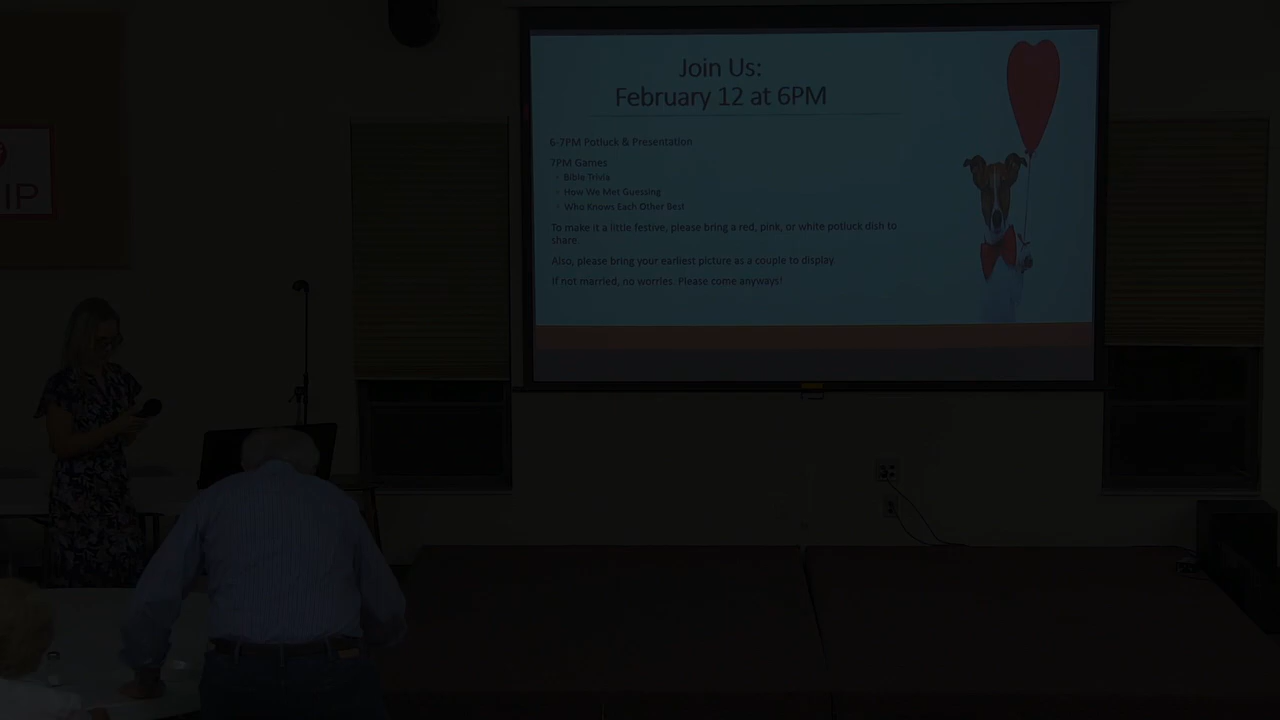 Join Us:
February 12 at 6PM
6-7PM Potluck & Presentation
7PM Games
Bible Trivia
How We Met Guessing
Who Knows Each Other Best
To make it a little festive, please bring a red, pink, or white potluck dish to
share.
Also, please bring your earliest picture as a couple to display
If not married, no worries. Please come anyways!
IP